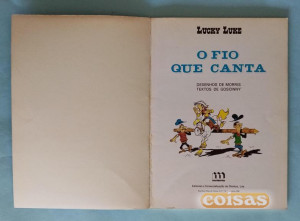 LUCKY LUKE
O FIO
QUE CANTA
DESENHOS DE MORRIS
TEXTOS DE GOSCINNY
coisas